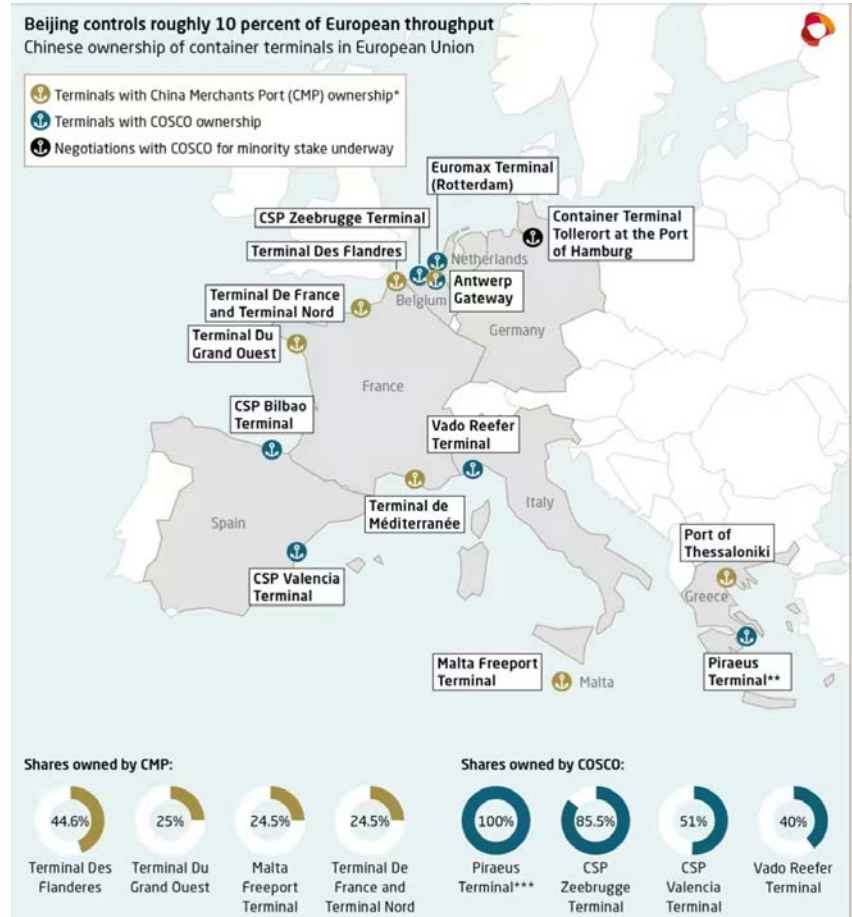 Beijing controls roughly 10 percent of European throughput
Chinese ownership of container terminals in European Union
Terminals with China Merchants Port (CMP) ownership*
Terminals with COSCO ownership
Negotiations with COSCO for minority stake underway
Euromax Terminal
(Rotterdam)
CSP Zeebrugge Terminal
Container Terminal
Tollerort at the Port
of Hamburg
Terminal Des Flandres
Netherlands
Antwerp
Gateway
Belgium
Terminal De France
and Terminal Nord
Germany
Terminal Du
Grand Ouest
France
CSP Bilbao
Terminal
Vado Reefer
Terminal
Italy
Terminal de
Méditerranée
Spain
Port of
Thessaloniki
CSP Valencia
Terminal
Greece
Malta Freeport
Terminal
Malta
Piraeus
Terminal**
Shares owned by CMP:
44.6%
Terminal Des
Flanderes
25%
Terminal Du
Grand Ouest
24.5%
Malta
Freeport
Terminal
24.5%
Terminal De
France and
Terminal Nord
Shares owned by COSCO:
100%
Piraeus
Terminal***
85.5%
CSP
Zeebrugge
Terminal
51%
CSP
Valencia
Terminal
40%
Vado Reefer
Terminal